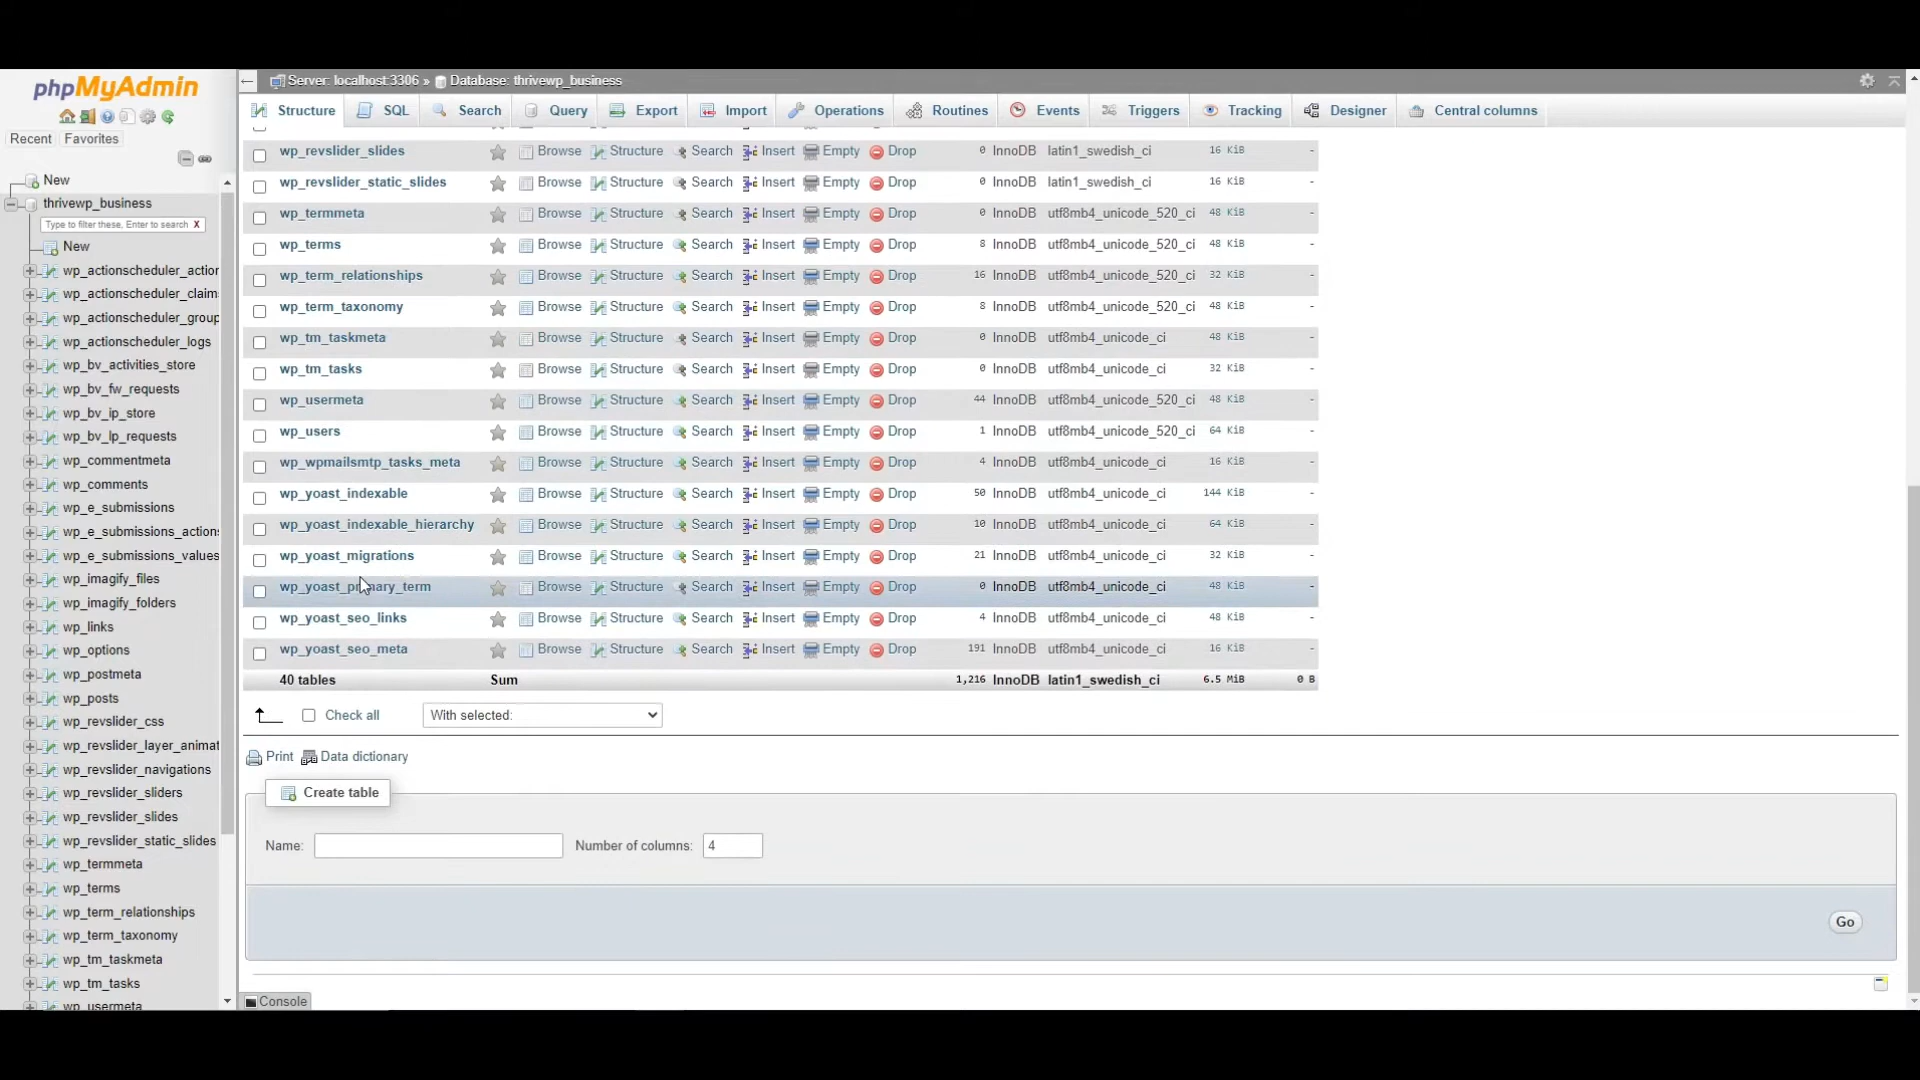 phpMyAdmin
Recent Favorites
New
thrivewp_business
Type to filter these, Enter to search X
New
wp_actionscheduler_action
wp_actionscheduler_claim
wp_actionscheduler_group
wp_actionscheduler_logs
wp_bv_activities_store
wp_bv_fw_requests
wp_bv_ip_store
wp_bv_lp_requests
wp_commentmeta
wp_comments
wp_e_submissions
wp_e_submissions_actions
wp_e_submissions_values
wp_imagify_files
wp_imagify_folders
wp_links
wp_options
wp_postmeta
wp_posts
wp_revslider_css
wp_revslider_layer_animat
wp_revslider_navigations
wp_revslider_sliders
wp_revslider_slides
wp_revslider_static_slides
wp_termmeta
wp_terms
wp_term_relationships
wp_term_taxonomy
wp_tm_taskmeta
wp_tm_tasks
wp_usermeta
Server: localhost:3306 » Database: thrivewp_business
Structure SQL Search Query Export Import Operations Routines Events Triggers Tracking Designer Central columns
wp_revslider_slides Browse Structure Search Insert Empty Drop 0 InnoDB latin1_swedish_ci 16 KiB -
wp_revslider_static_slides Browse Structure Search Insert Empty Drop 0 InnoDB latin1_swedish_ci 16 KiB -
wp_termmeta Browse Structure Search Insert Empty Drop 0 InnoDB utf8mb4_unicode_520_ci 48 KiB -
wp_terms Browse Structure Search Insert Empty Drop 8 InnoDB utf8mb4_unicode_520_ci 48 KiB -
wp_term_relationships Browse Structure Search Insert Empty Drop 16 InnoDB utf8mb4_unicode_520_ci 32 KiB -
wp_term_taxonomy Browse Structure Search Insert Empty Drop 8 InnoDB utf8mb4_unicode_520_ci 48 KiB -
wp_tm_taskmeta Browse Structure Search Insert Empty Drop 0 InnoDB utf8mb4_unicode_ci 48 KiB -
wp_tm_tasks Browse Structure Search Insert Empty Drop 0 InnoDB utf8mb4_unicode_ci 32 KiB -
wp_usermeta Browse Structure Search Insert Empty Drop 44 InnoDB utf8mb4_unicode_520_ci 48 KiB -
wp_users Browse Structure Search Insert Empty Drop 1 InnoDB utf8mb4_unicode_520_ci 64 KiB -
wp_wpmailsmtp_tasks_meta Browse Structure Search Insert Empty Drop 4 InnoDB utf8mb4_unicode_ci 16 KiB -
wp_yoast_indexable Browse Structure Search Insert Empty Drop 50 InnoDB utf8mb4_unicode_ci 144 KiB -
wp_yoast_indexable_hierarchy Browse Structure Search Insert Empty Drop 10 InnoDB utf8mb4_unicode_ci 64 KiB -
wp_yoast_migrations Browse Structure Search Insert Empty Drop 21 InnoDB utf8mb4_unicode_ci 32 KiB -
wp_yoast_primary_term Browse Structure Search Insert Empty Drop 0 InnoDB utf8mb4_unicode_ci 48 KiB -
wp_yoast_seo_links Browse Structure Search Insert Empty Drop 4 InnoDB utf8mb4_unicode_ci 48 KiB -
wp_yoast_seo_meta Browse Structure Search Insert Empty Drop 191 InnoDB utf8mb4_unicode_ci 16 KiB -
40 tables Sum 1,216 InnoDB latin1_swedish_ci 6.5 MiB 0 B
Check all With selected:
Print Data dictionary
Create table
Name: Number of columns: 4
Go
Console